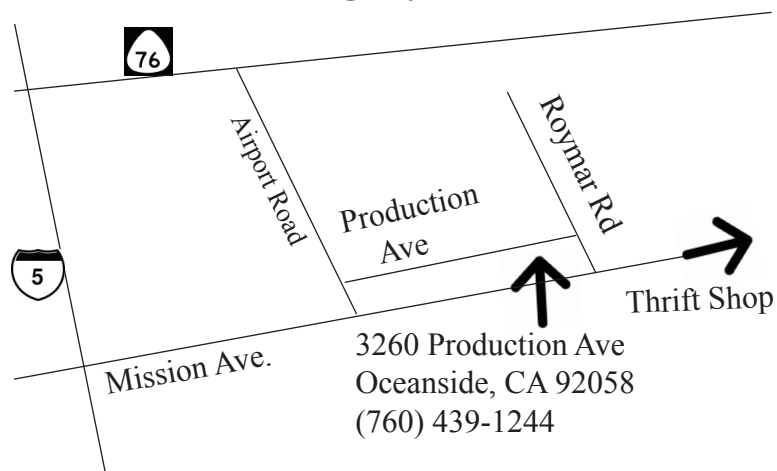 76
Airport Road
Roymar Rd
Production
Ave
5
Thrift Shop
Mission Ave.
3260 Production Ave
Oceanside, CA 92058
(760) 439-1244